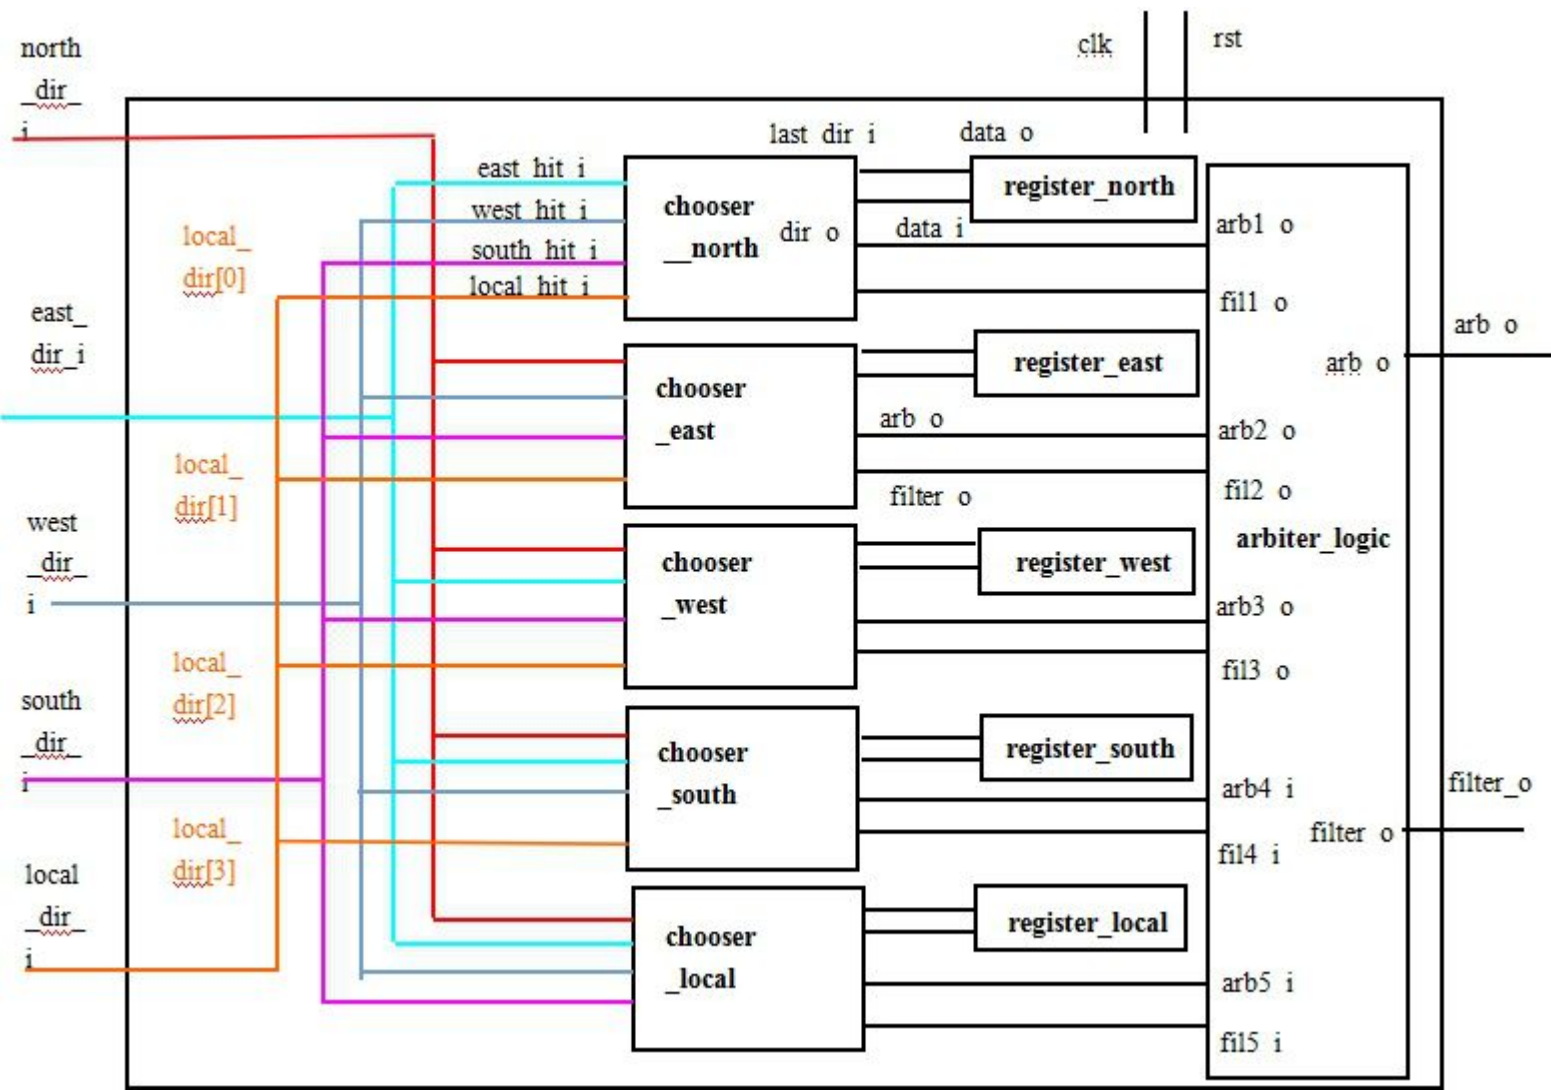 north
_dir_
i
clk
rst
last dir i
data o
east hit i
west hit i
south hit i
local hit i
chooser
__north
dir o
data i
register_north
arb1 o
fil1 o
local_
dir[0]
east_
dir_i
chooser
_east
register_east
arb o
filter o
arb o
arb2 o
fil2 o
arbiter_logic
arb o
local_
dir[1]
west
_dir_
i
chooser
_west
register_west
arb3 o
fil3 o
local_
dir[2]
south
_dir_
i
chooser
_south
register_south
arb4 i
fil4 i
filter o
filter_o
local_
dir[3]
local
_dir_
i
chooser
_local
register_local
arb5 i
fil5 i